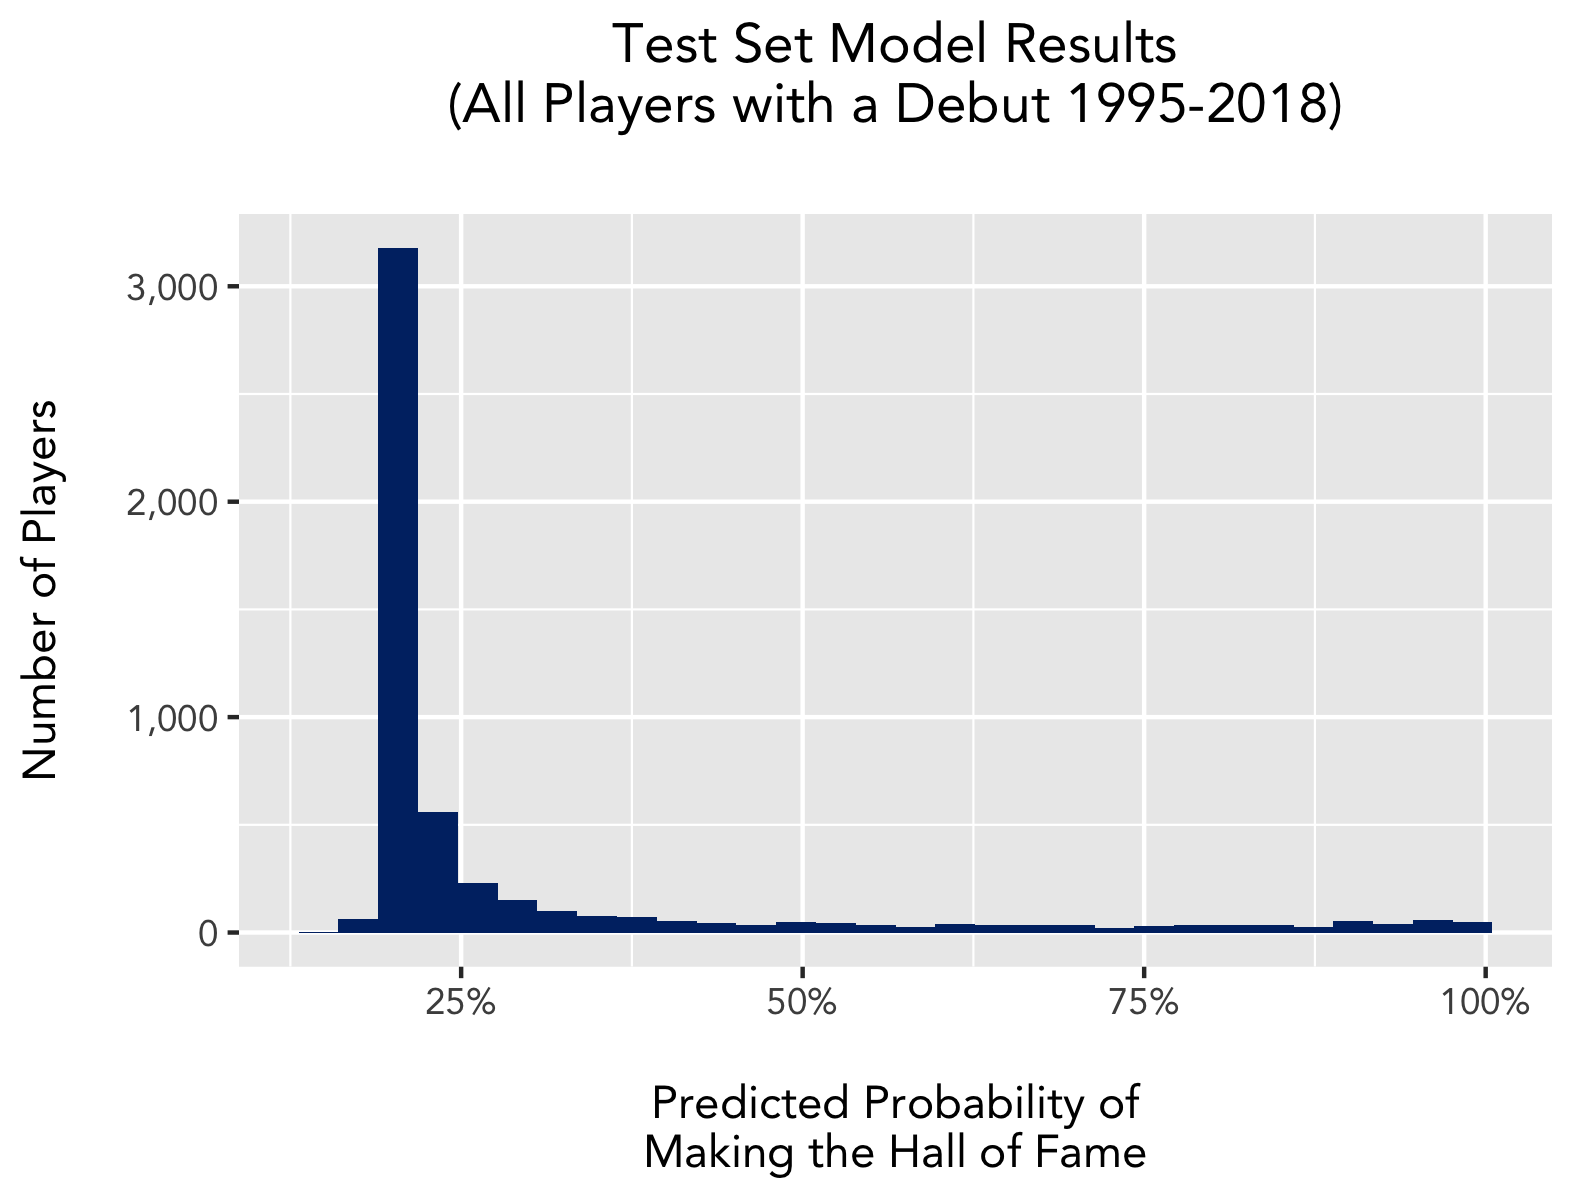 Test Set Model Results
(All Players with a Debut 1995-2018)
Number of Players
3,000
2,000
1,000
0
25%
50%
75%
100%
Predicted Probability of
Making the Hall of Fame